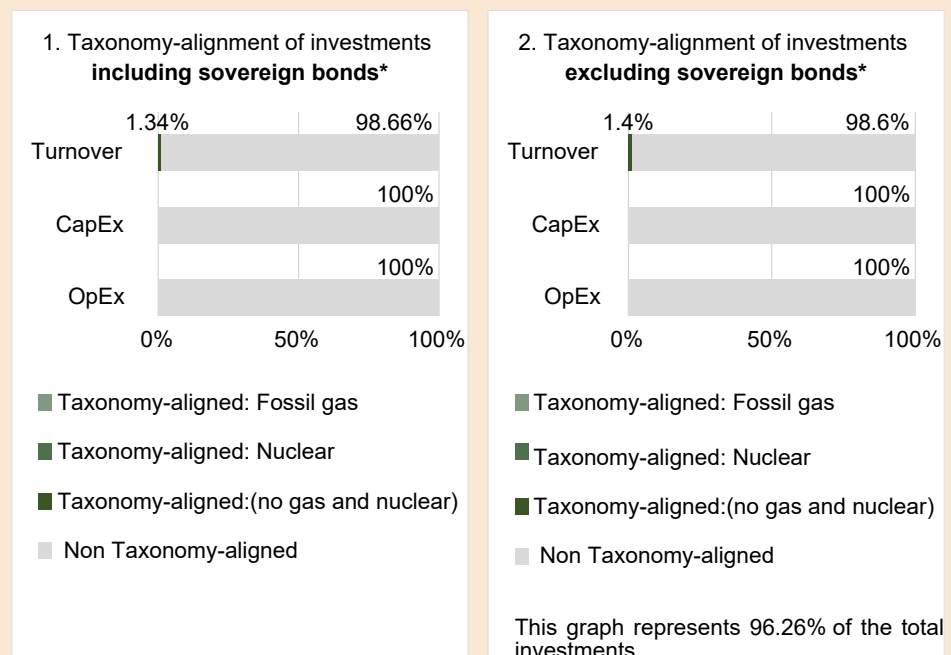 1. Taxonomy-alignment of investments
including sovereign bonds*
1.34% 98.66%
Turnover
100%
CapEx
100%
OpEx
0% 50% 100%
Taxonomy-aligned: Fossil gas
Taxonomy-aligned: Nuclear
Taxonomy-aligned:(no gas and nuclear)
Non Taxonomy-aligned
2. Taxonomy-alignment of investments
excluding sovereign bonds*
1.4% 98.6%
Turnover
100%
CapEx
100%
OpEx
0% 50% 100%
Taxonomy-aligned: Fossil gas
Taxonomy-aligned: Nuclear
Taxonomy-aligned:(no gas and nuclear)
Non Taxonomy-aligned
This graph represents 96.26% of the total
investments